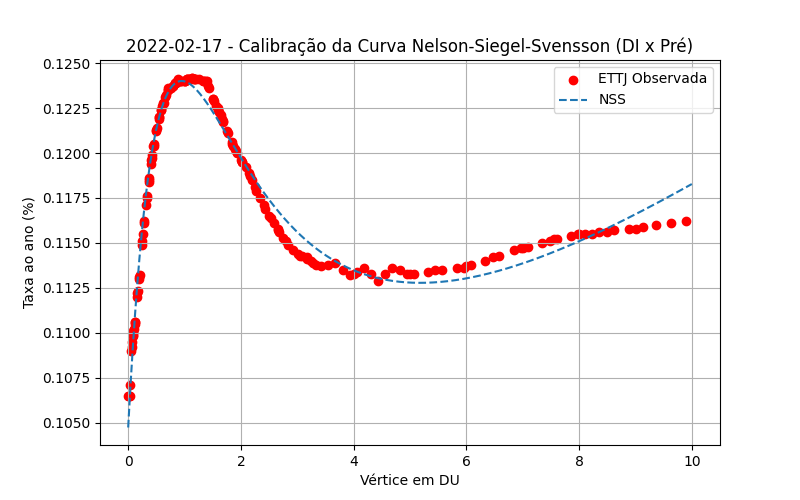 2022-02-17 - Calibração da Curva Nelson-Siegel-Svensson (DI x Pré)
0.1250
0.1225
0.1200
0.1175
0.1150
0.1125
0.1100
0.1075
0.1050
Taxa ao ano (%)
ETTJ Observada
NSS
0 2 4 6 8 10
Vértice em DU